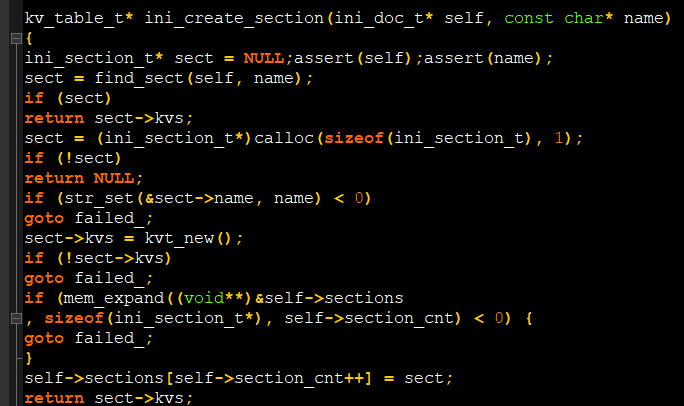 kv_table_t* ini_create_section(ini_doc_t* self, const char* name)
{
ini_section_t* sect = NULL;assert(self);assert(name);
sect = find_sect(self, name);
if (sect)
return sect->kvs;
sect = (ini_section_t*)calloc(sizeof(ini_section_t), 1);
if (!sect)
return NULL;
if (str_set(&sect->name, name) < 0)
goto failed_;
sect->kvs = kvt_new();
if (!sect->kvs)
goto failed_;
if (mem_expand((void**)&self->sections
, sizeof(ini_section_t*), self->section_cnt) < 0) {
goto failed_;
}
self->sections[self->section_cnt++] = sect;
return sect->kvs;